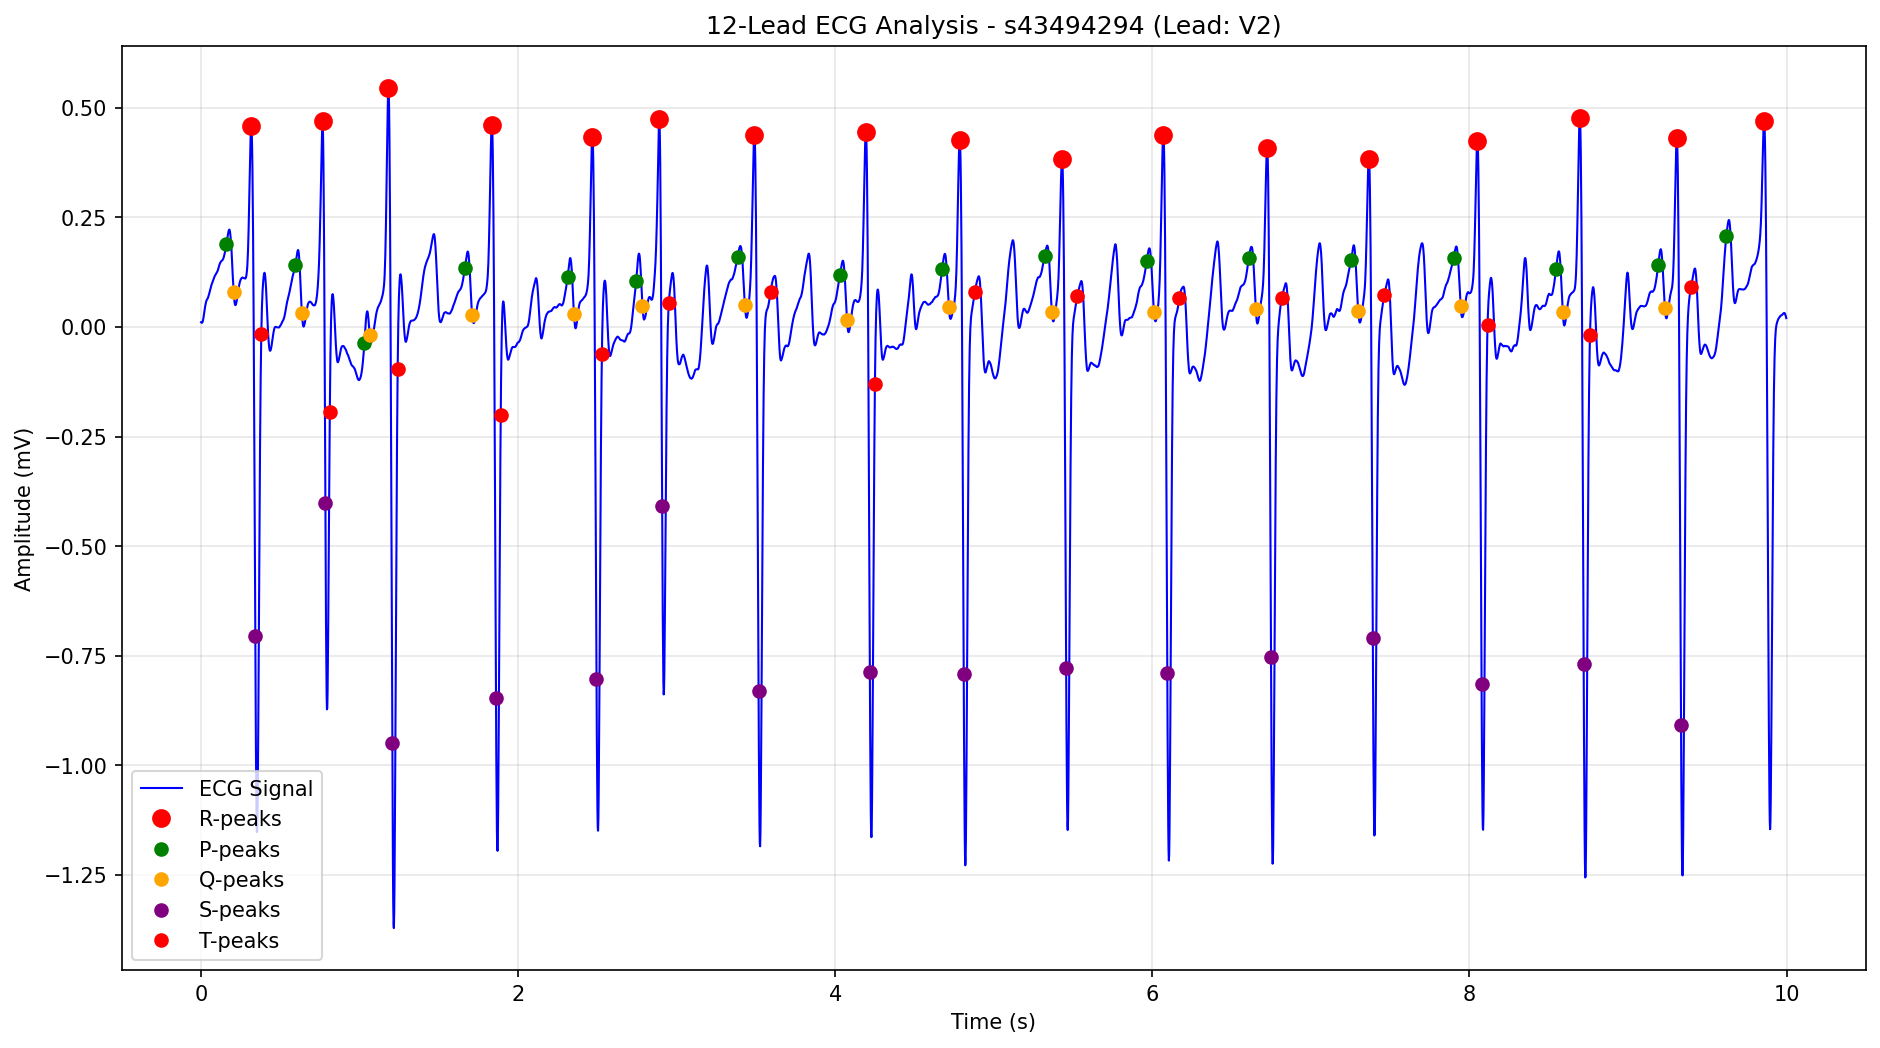 12-Lead ECG Analysis - s43494294 (Lead: V2)
Amplitude (mV)
0.50
0.25
0.00
−0.25
−0.50
−0.75
−1.00
−1.25
ECG Signal
R-peaks
P-peaks
Q-peaks
S-peaks
T-peaks
0 2 4 6 8 10
Time (s)